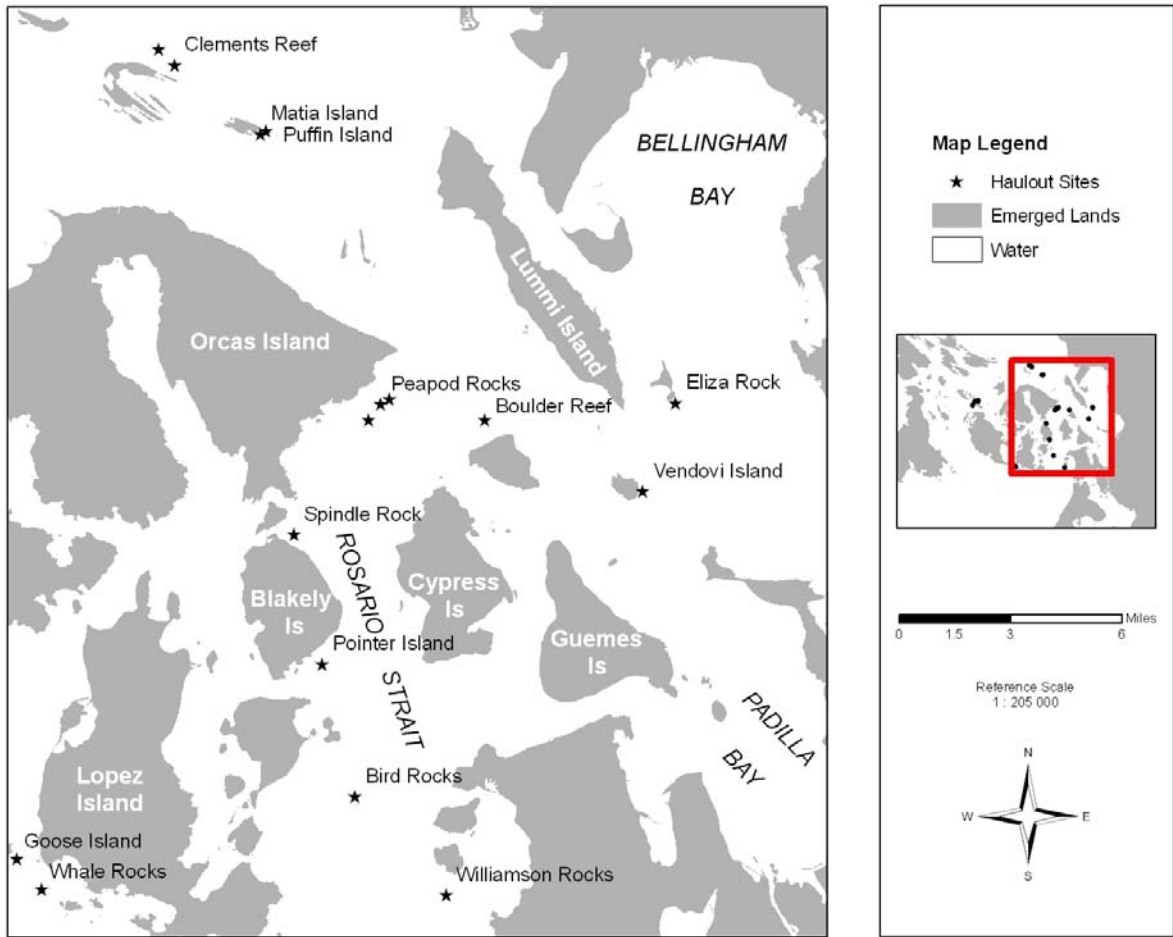 Clements Reef
Matia Island
Puffin Island
BELLINGHAM
BAY
Lummi Island
Orcas Island
Peapod Rocks
Eliza Rock
Boulder Reef
Vendovi Island
Spindle Rock
ROSARIO
STRAIT
Cypress
Is
Blakely
Is
Guemes
Is
Pointer Island
PADILLA
BAY
Bird Rocks
Lopez
Island
Goose Island
Whale Rocks
Williamson Rocks
Map Legend
Haulout Sites
Emerged Lands
Water
Miles
0 1.5 3 6
Reference Scale
1 : 205 000
N
W E
S